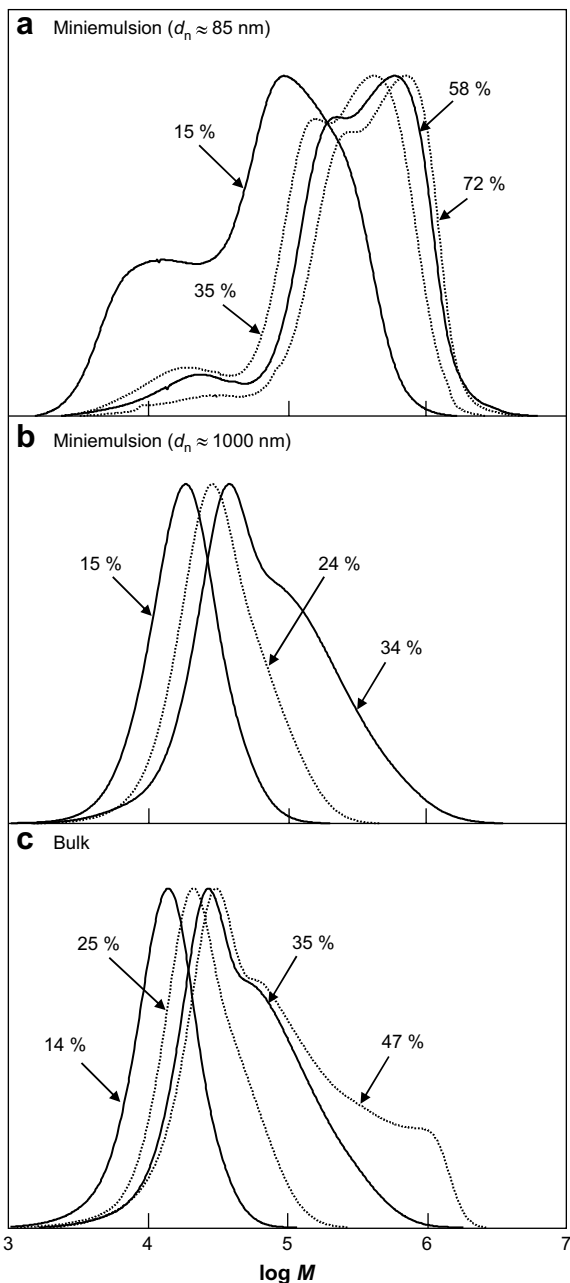 a Miniemulsion (dn ≈ 85 nm)
15 %
58 %
72 %
35 %
b Miniemulsion (dn ≈ 1000 nm)
15 %
24 %
34 %
c Bulk
25 %
35 %
14 %
47 %
3 4 5 6 7
log M